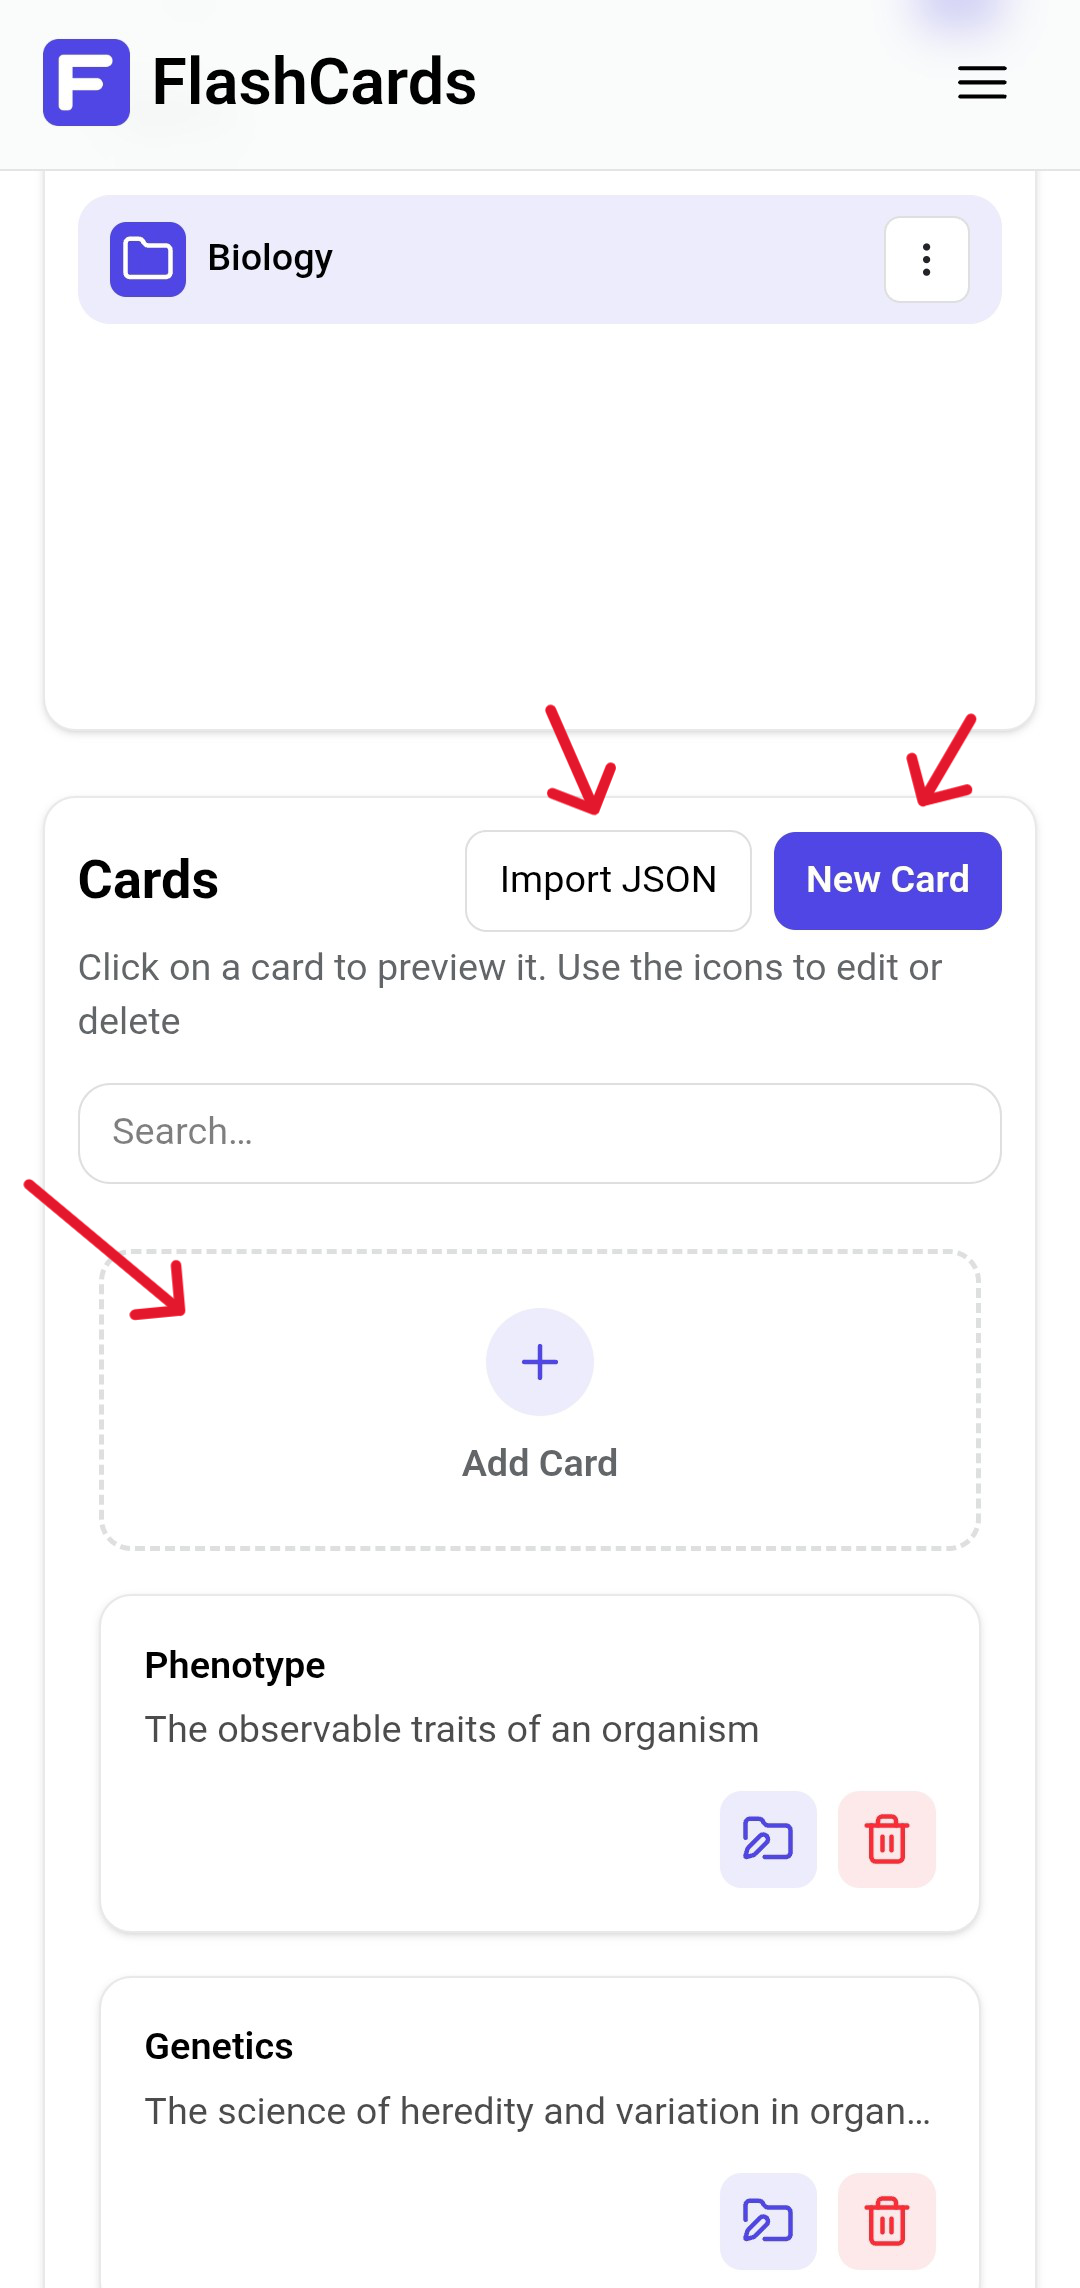 F FlashCards
Biology
Cards
Import JSON
New Card
Click on a card to preview it. Use the icons to edit or
delete
Search...
Add Card
Phenotype
The observable traits of an organism
Genetics
The science of heredity and variation in organ...